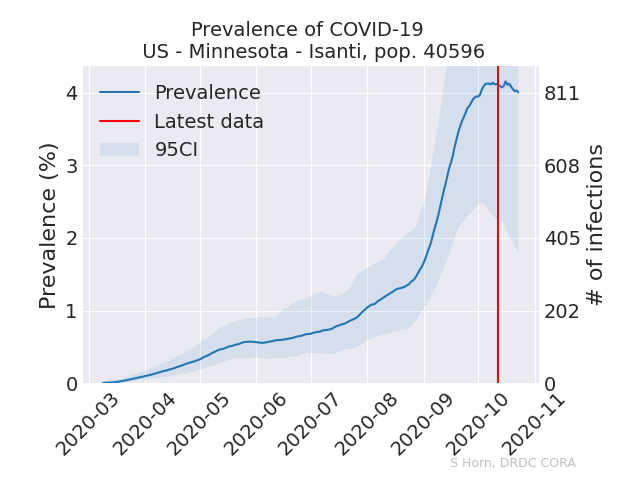 Prevalence of COVID-19
US - Minnesota - Isanti, pop. 40596
Prevalence
Latest data
95CI
Prevalence (%)
4
3
2
1
0
811
608
405
202
0
# of infections
2020-03
2020-04
2020-05
2020-06
2020-07
2020-08
2020-09
2020-10
2020-11
S Horn, DRDC CORA